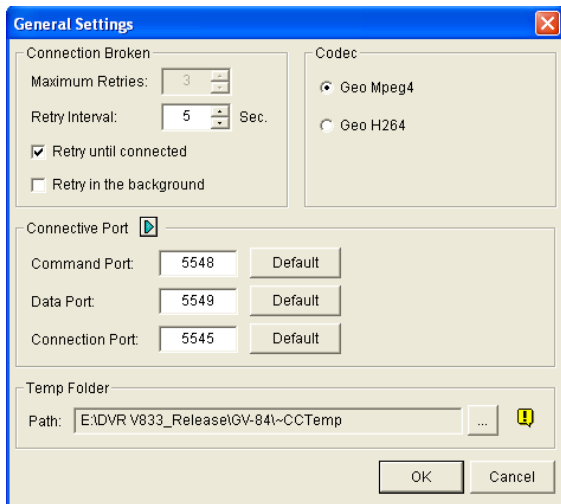 General Settings
Connection Broken
Maximum Retries: 3
Retry Interval: 5 Sec.
Retry until connected
Retry in the background
Codec
Geo Mpeg4
Geo H264
Connective Port
Command Port: 5548 Default
Data Port: 5549 Default
Connection Port: 5545 Default
Temp Folder
Path: E:\DVR V833_Release\GV-84\~CCTemp ...
OK Cancel